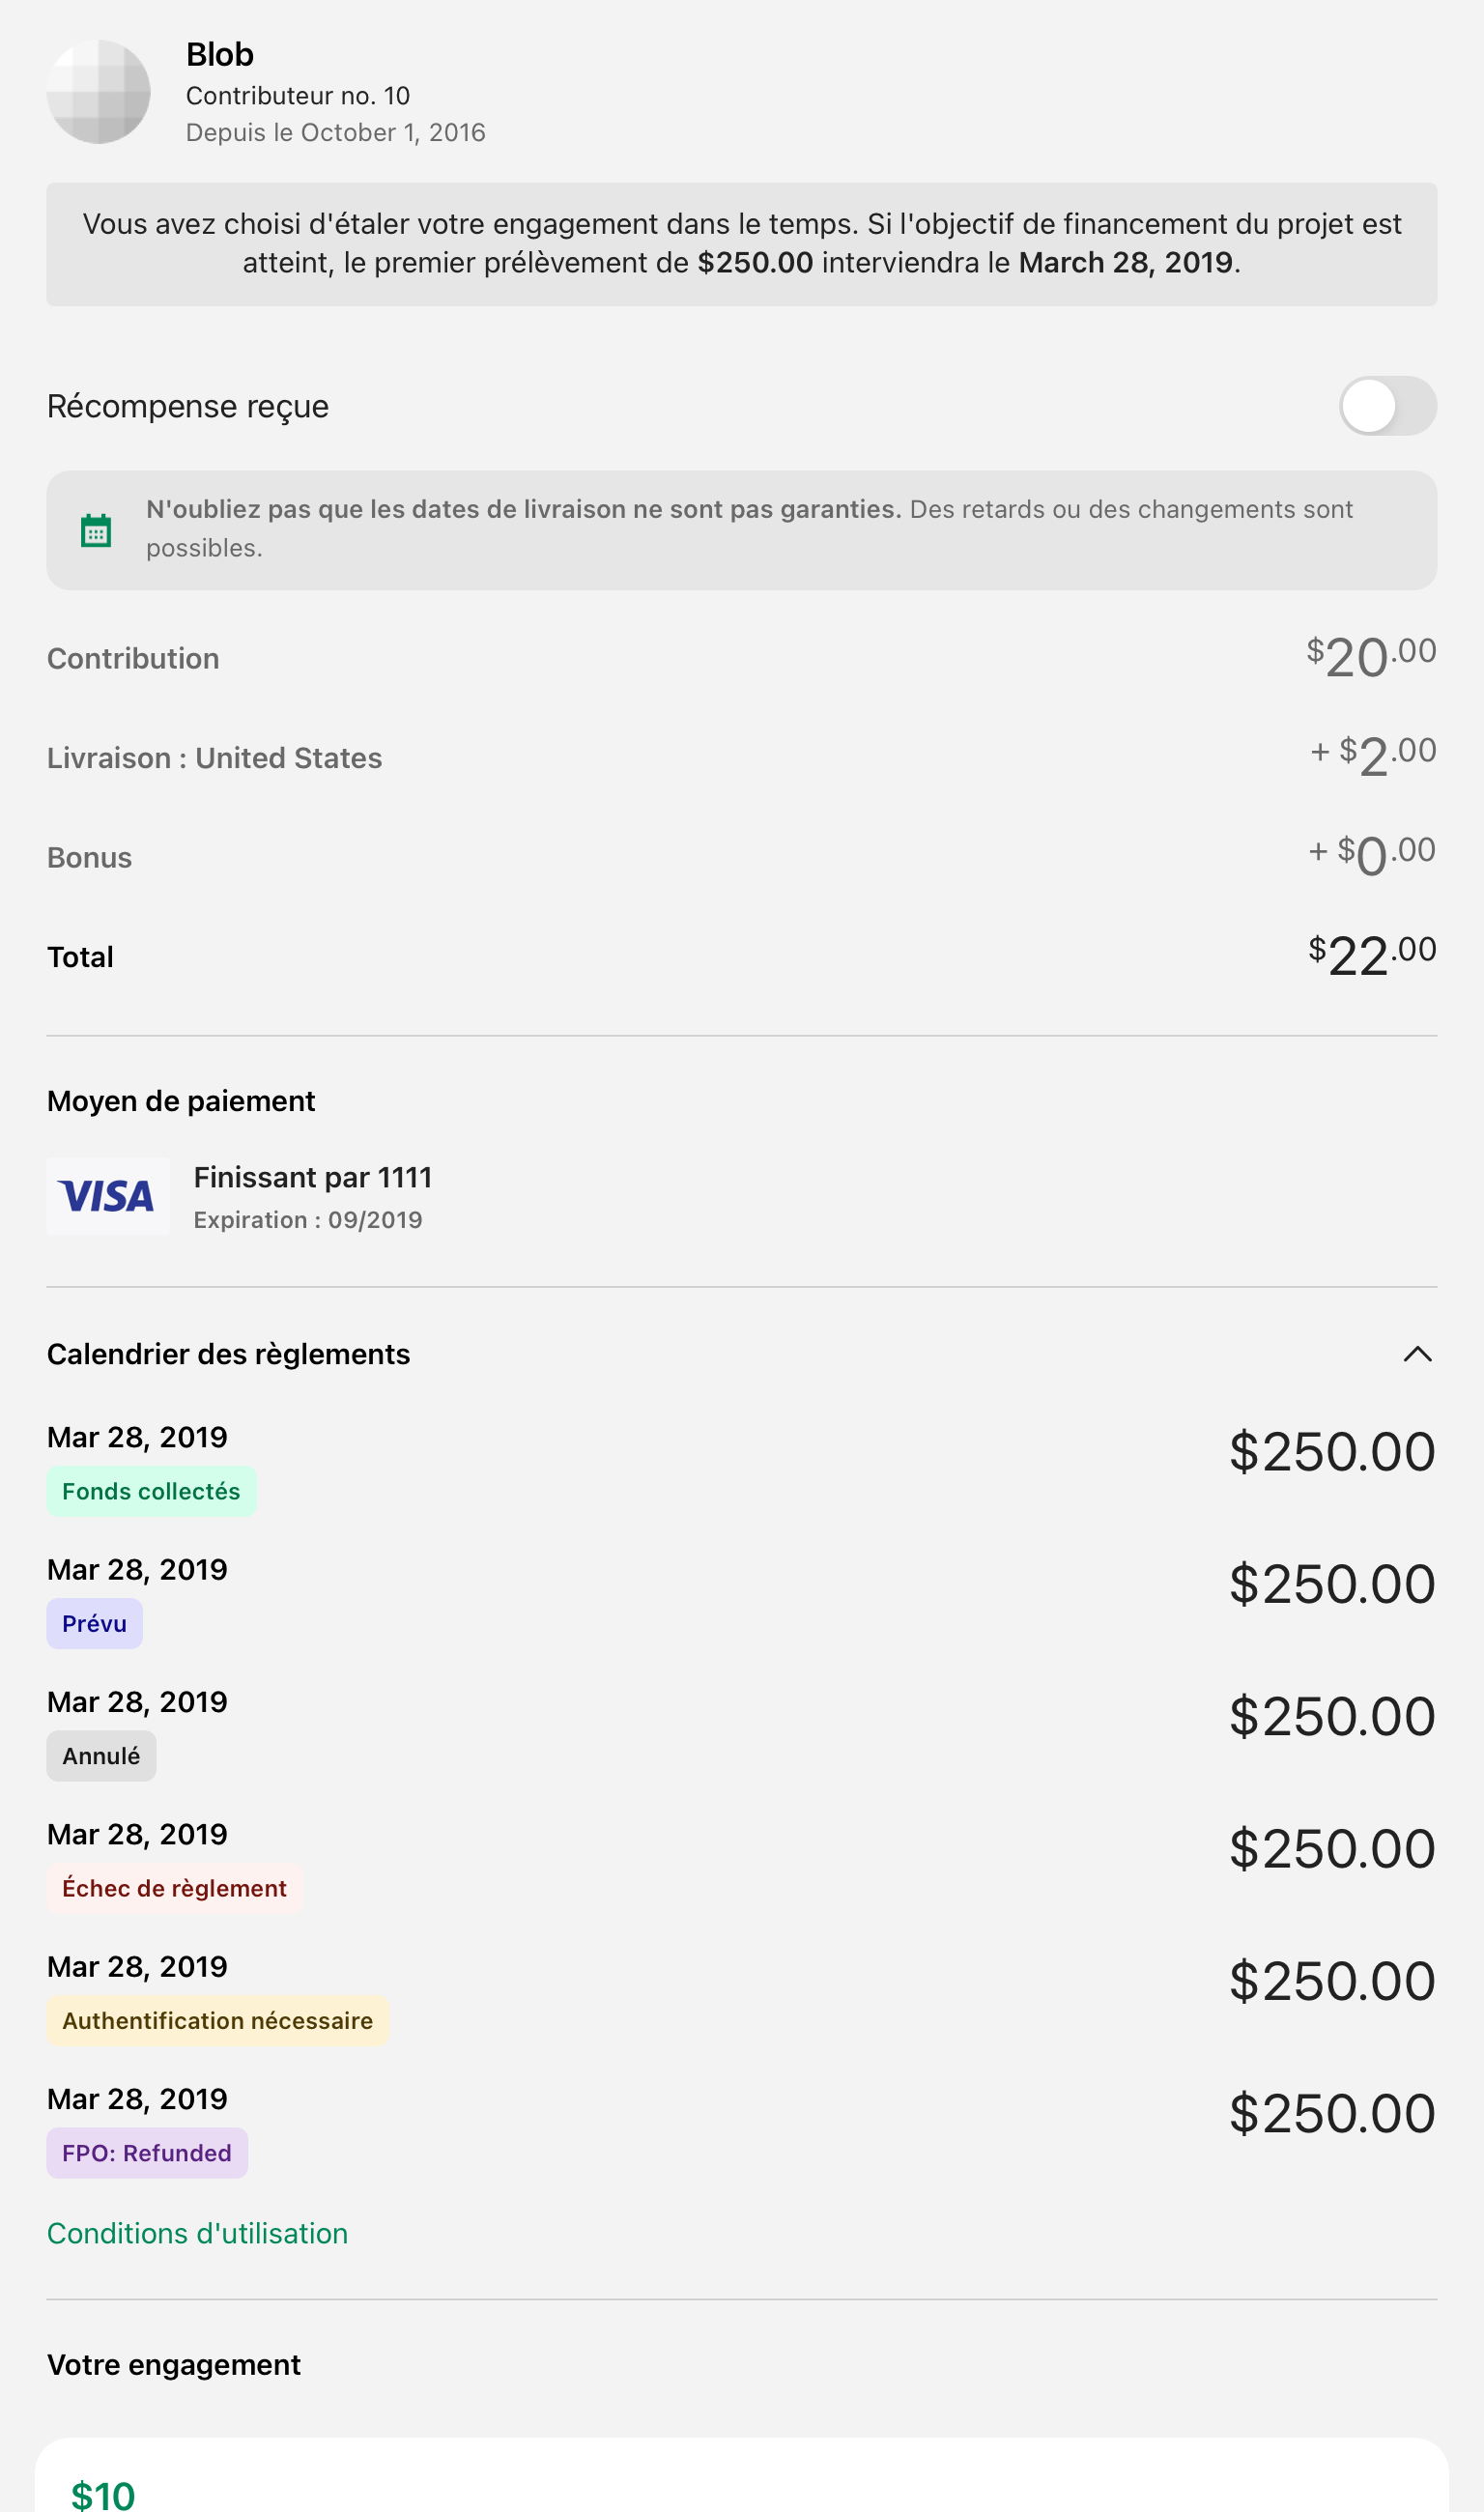 Blob
Contributeur no. 10
Depuis le October 1, 2016
Vous avez choisi d'étaler votre engagement dans le temps. Si l'objectif de financement du projet est
atteint, le premier prélèvement de $250.00 interviendra le March 28, 2019.
Récompense reçue
N'oubliez pas que les dates de livraison ne sont pas garanties. Des retards ou des changements sont
possibles.
Contribution $20.00
Livraison : United States + $2.00
Bonus + $0.00
Total $22.00
Moyen de paiement
VISA
Finissant par 1111
Expiration : 09/2019
Calendrier des règlements
Mar 28, 2019 $250.00
Fonds collectés
Mar 28, 2019 $250.00
Prévu
Mar 28, 2019 $250.00
Annulé
Mar 28, 2019 $250.00
Échec de règlement
Mar 28, 2019 $250.00
Authentification nécessaire
Mar 28, 2019 $250.00
FPO: Refunded
Conditions d'utilisation
Votre engagement
$10